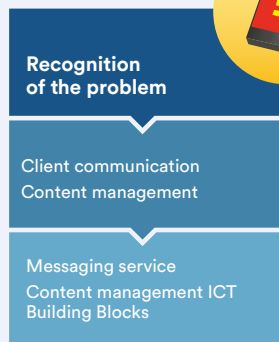 Recognition
of the problem
Client communication
Content management
Messaging service
Content management ICT
Building Blocks